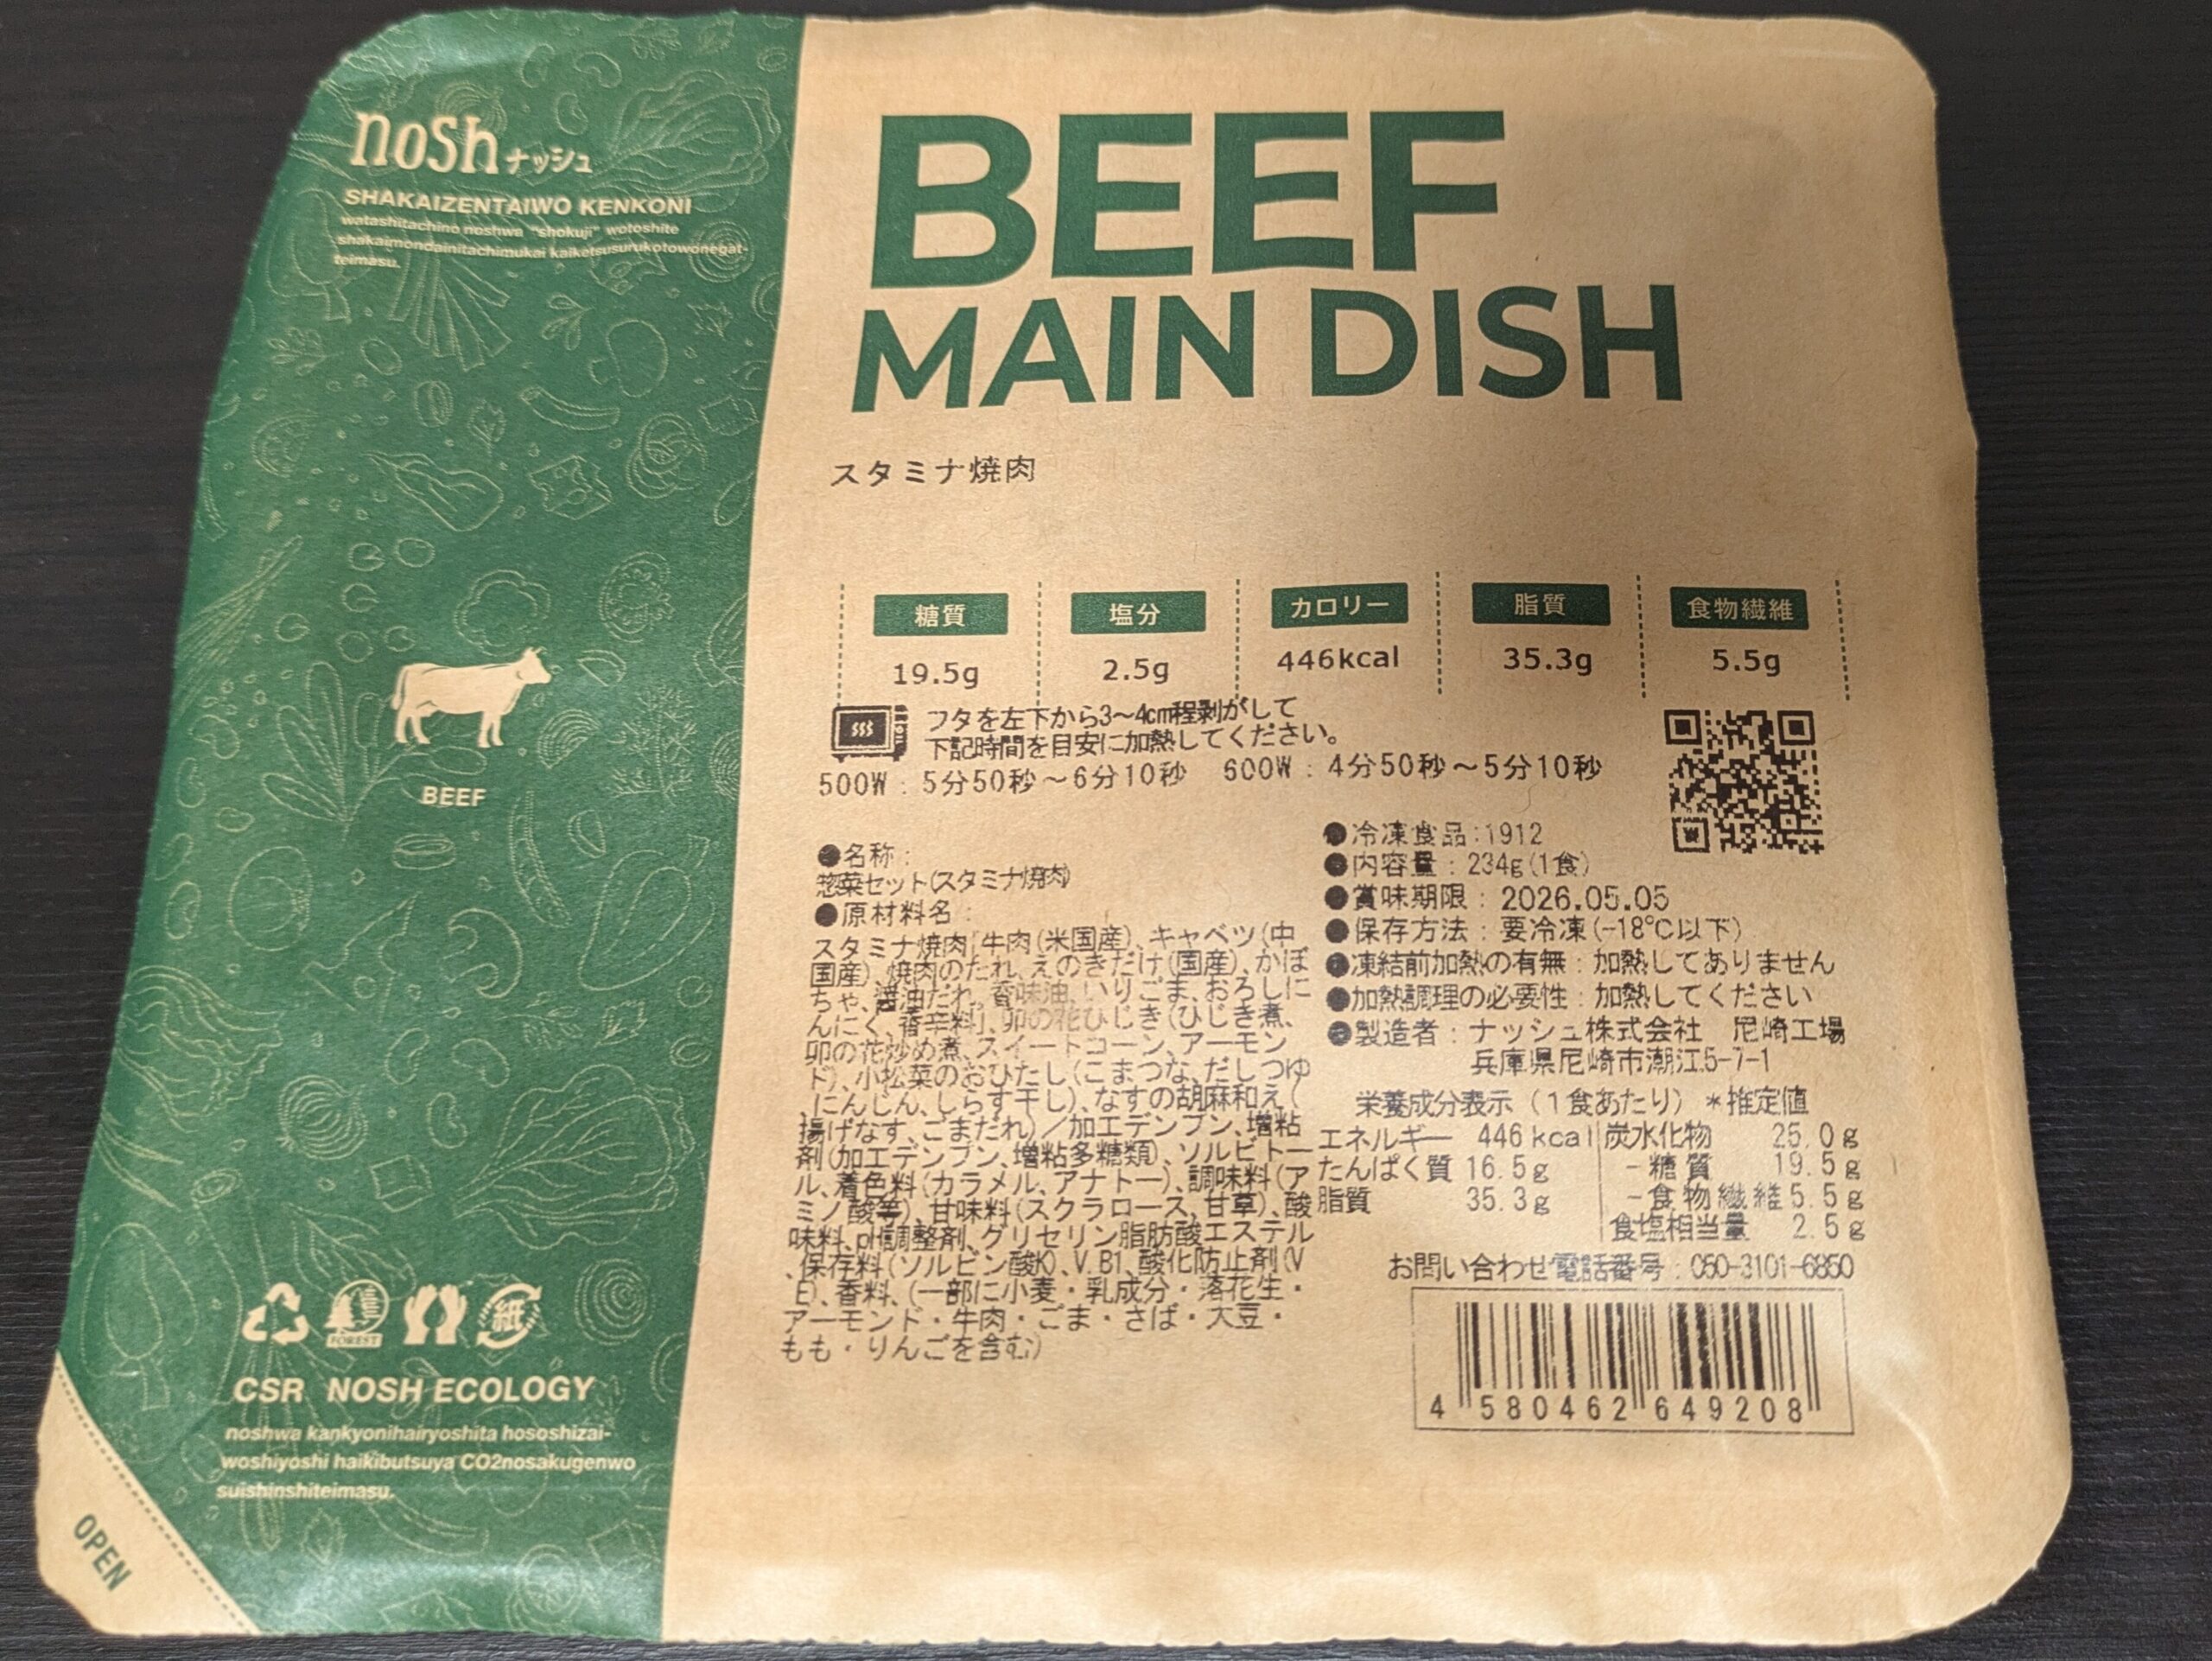 nosh ナッシュ
SHAKAIZENTAIWO KENKONI
watashitachino noshwa "shokuji" wotoshite
shakaimondainitachimukai kaiketsusurukotowonegat-
teimasu.
BEEF
MAIN DISH
スタミナ焼肉
糖質 塩分 カロリー 脂質 食物繊維
19.5g 2.5g 446kcal 35.3g 5.5g
フタを左下から3〜4cm程剥がして
下記時間を目安に加熱してください。
500W : 5分50秒〜6分10秒 600W : 4分50秒〜5分10秒
BEEF
●名称 :
惣菜セット(スタミナ焼肉)
●原材料名 :
スタミナ焼肉[牛肉(米国産)、キャベツ(中
国産)、焼肉のたれ、えのきだけ(国産)、かぼ
ちゃ、醤油だれ、香味油、いりごま、おろしに
んにく、香辛料]、卯の花ひじき(ひじき煮、
卯の花炒め煮、スイートコーン、アーモン
ド)、小松菜のおひたし(こまつな、だしつゆ
、にんじん、しらす干し)、なすの胡麻和え(
揚げなす、ごまだれ)/加工デンプン、増粘
剤(加工デンプン、増粘多糖類)、ソルビトー
ル、着色料(カラメル、アナトー)、調味料(ア
ミノ酸等)、甘味料(スクラロース、甘草)、酸
味料、pH調整剤、グリセリン脂肪酸エステル
、保存料(ソルビン酸K)、V.B1、酸化防止剤(V.
E)、香料、(一部に小麦・乳成分・落花生・
アーモンド・牛肉・ごま・さば・大豆・
もも・りんごを含む)
●冷凍食品:1912
●内容量 : 234g(1食)
●賞味期限 : 2026.05.05
●保存方法 : 要冷凍(-18℃以下)
●凍結前加熱の有無 : 加熱してありません
●加熱調理の必要性 : 加熱してください
●製造者 : ナッシュ株式会社 尼崎工場
兵庫県尼崎市潮江5-7-1
栄養成分表示(1食あたり)*推定値
エネルギー 446kcal 炭水化物 25.0g
たんぱく質 16.5g -糖質 19.5g
脂質 35.3g -食物繊維 5.5g
食塩相当量 2.5g
お問い合わせ電話番号 : 050-3101-6850
4 580462 649208
紙
FOREST
CSR NOSH ECOLOGY
noshwa kankyonihairyoshita hososhizai-
woshiyoshi haikibutsuya CO2nosakugenwo
suishinshiteimasu.
OPEN